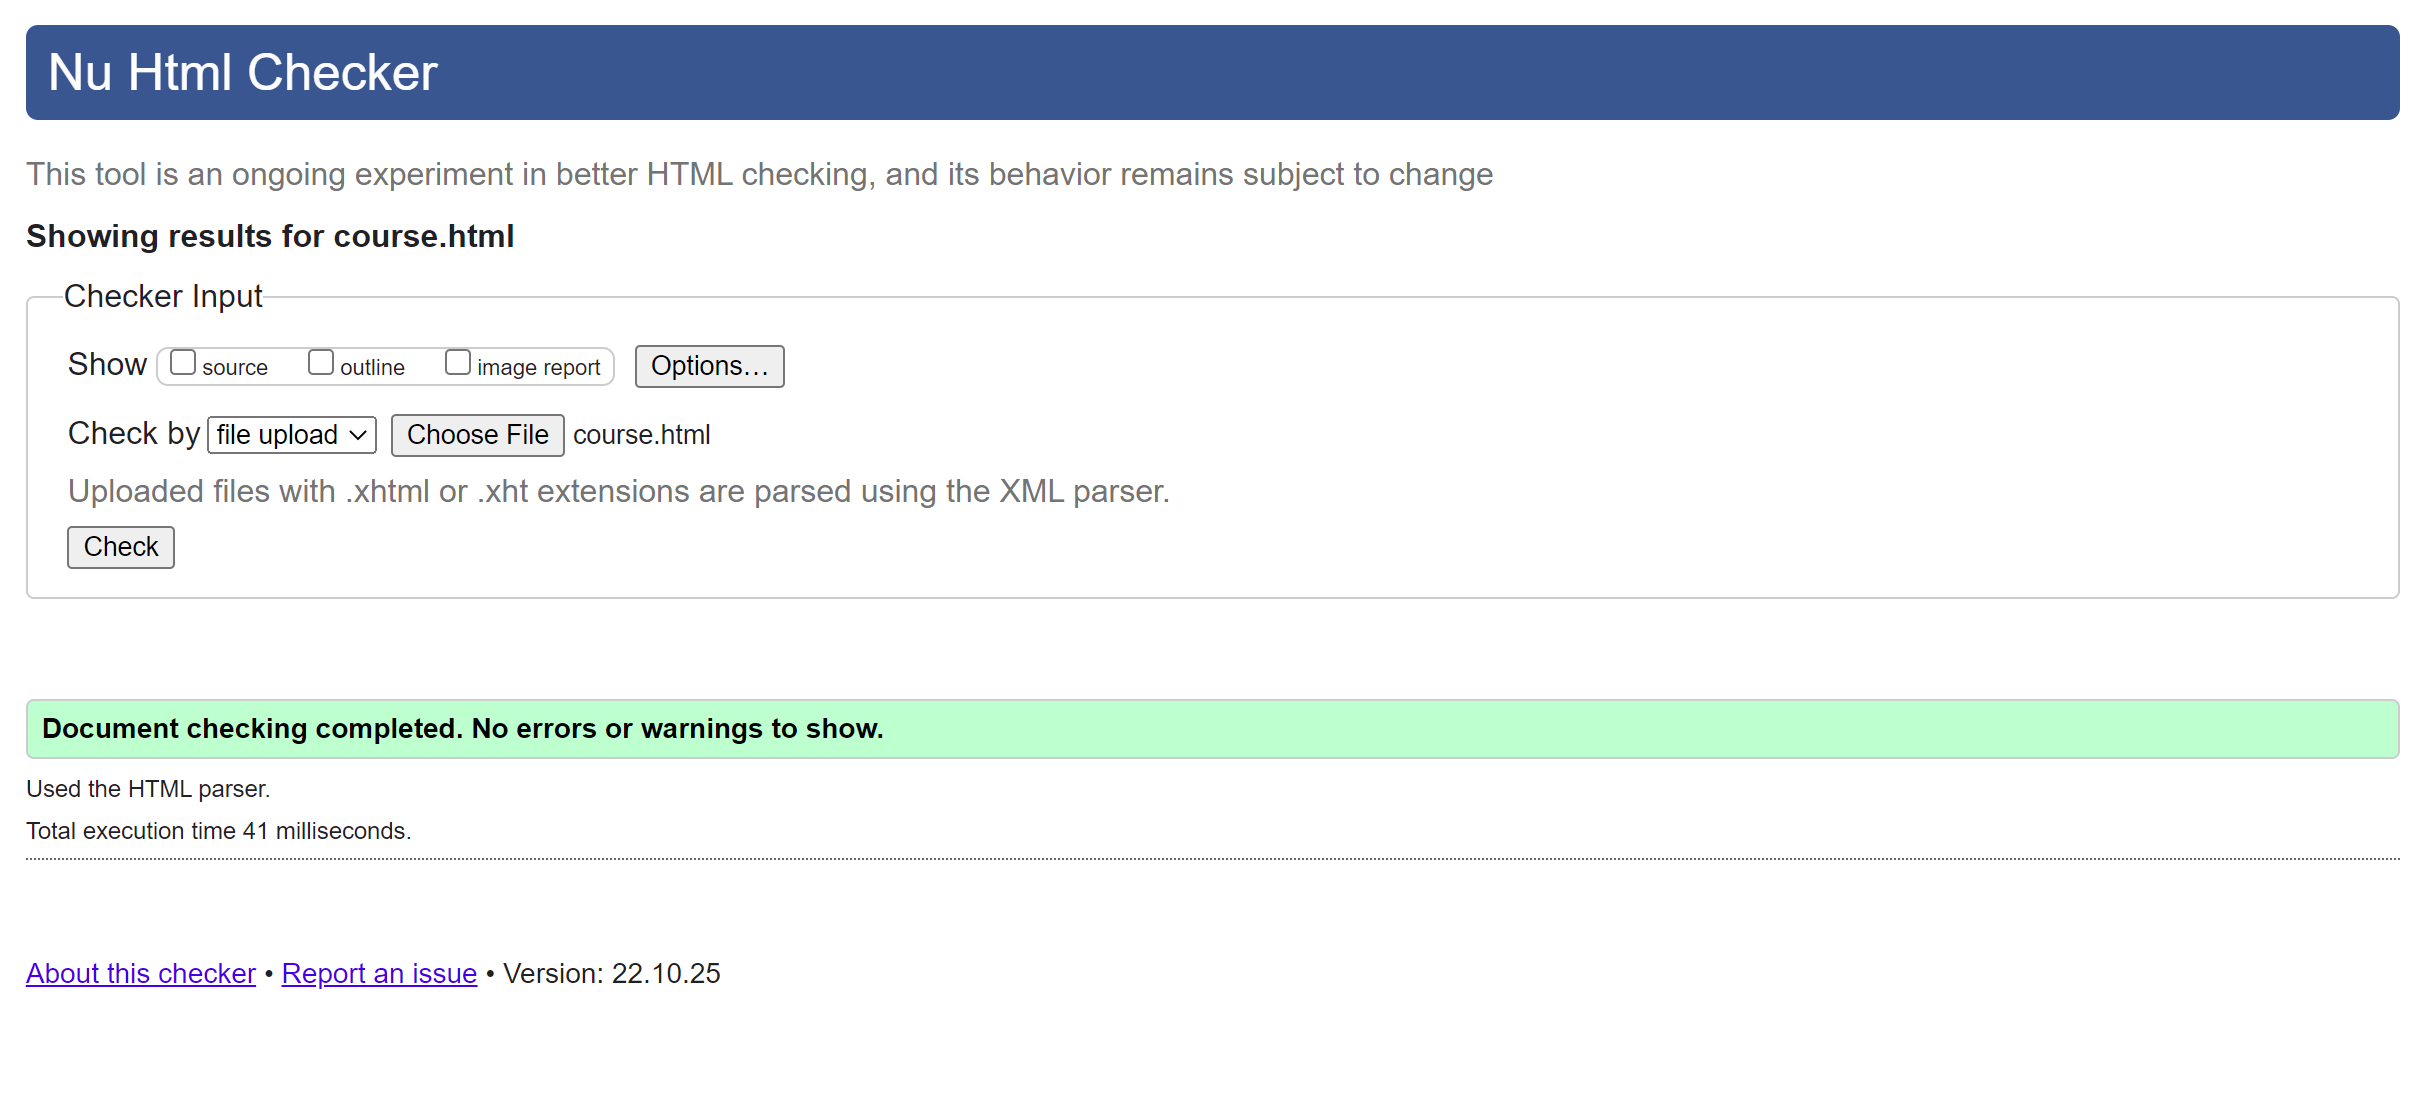 Nu Html Checker
This tool is an ongoing experiment in better HTML checking, and its behavior remains subject to change
Showing results for course.html
Checker Input
Show source outline image report Options…
Check by file upload Choose File course.html
Uploaded files with .xhtml or .xht extensions are parsed using the XML parser.
Check
Document checking completed. No errors or warnings to show.
Used the HTML parser.
Total execution time 41 milliseconds.
About this checker • Report an issue • Version: 22.10.25